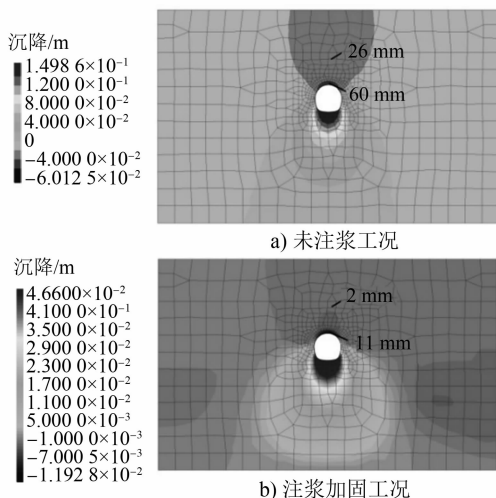 沉降/m
1.498 6×10⁻¹
1.200 0×10⁻¹
8.000 0×10⁻²
4.000 0×10⁻²
0
−4.000 0×10⁻²
−6.012 5×10⁻²
26 mm
60 mm
a) 未注浆工况
沉降/m
4.6600×10⁻²
4.100 0×10⁻¹
3.500 0×10⁻²
2.900 0×10⁻²
2.300 0×10⁻²
1.700 0×10⁻²
1.100 0×10⁻²
5.000 0×10⁻³
−1.000 0×10⁻³
−7.000 5×10⁻³
−1.192 8×10⁻²
2 mm
11 mm
b) 注浆加固工况